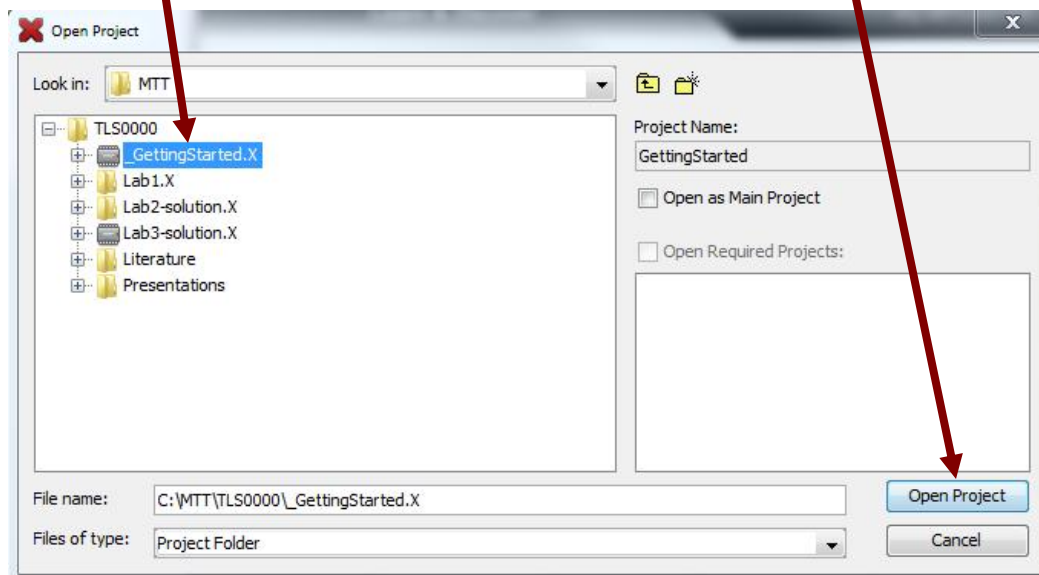 Open Project
X
Look in: MTT
TLS0000
_GettingStarted.X
Lab1.X
Lab2-solution.X
Lab3-solution.X
Literature
Presentations
Project Name:
GettingStarted
Open as Main Project
Open Required Projects:
File name: C:\MTT\TLS0000\_GettingStarted.X
Open Project
Files of type: Project Folder
Cancel